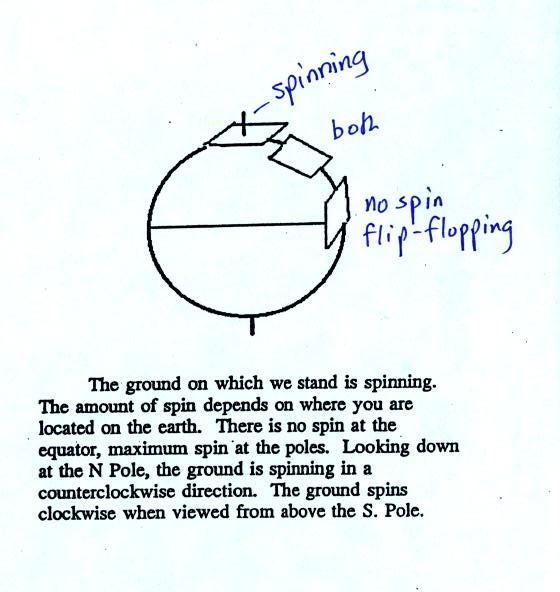 spinning
both
no spin
flip-flopping
The ground on which we stand is spinning.
The amount of spin depends on where you are
located on the earth. There is no spin at the
equator, maximum spin at the poles. Looking down
at the N Pole, the ground is spinning in a
counterclockwise direction. The ground spins
clockwise when viewed from above the S. Pole.